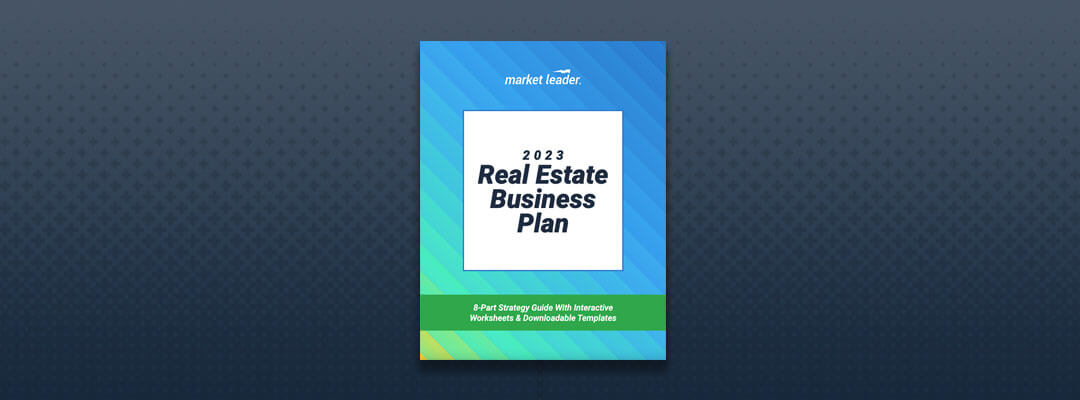 market leader.
2023
Real Estate
Business
Plan
8-Part Strategy Guide With Interactive
Worksheets & Downloadable Templates